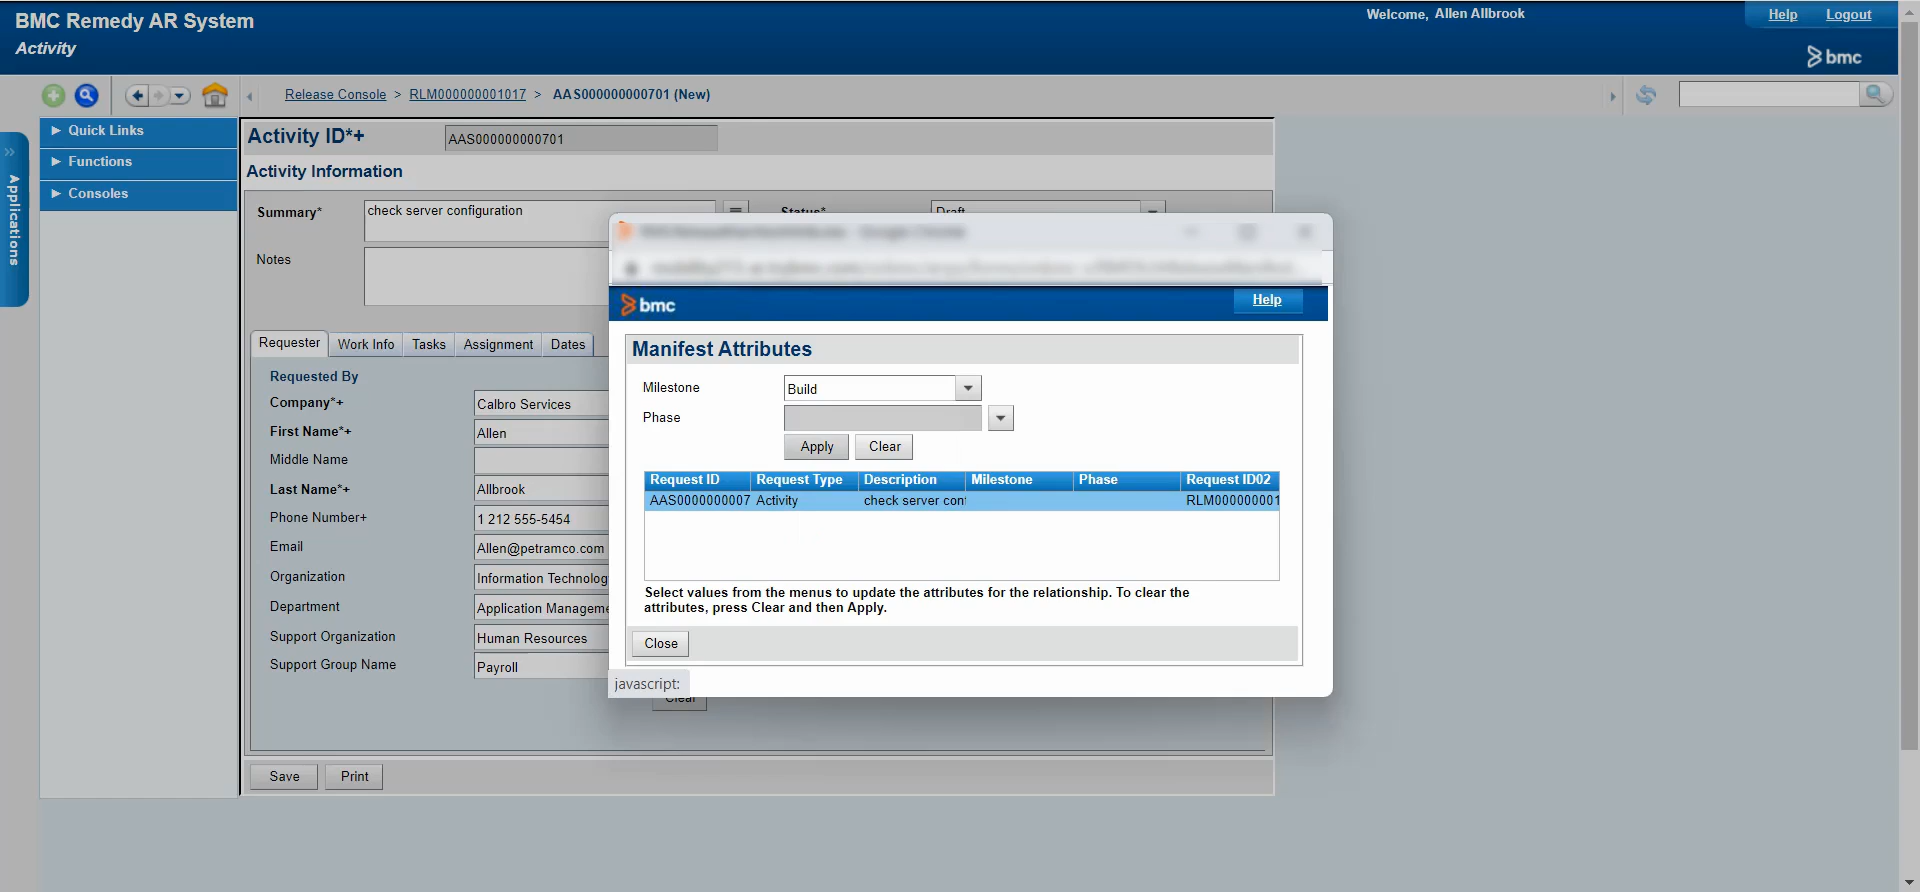 BMC Remedy AR System
Welcome, Allen Allbrook
Help
Logout
Activity
bmc
Release Console > RLM000000001017 > AAS000000000701 (New)
Quick Links
Functions
Consoles
Applications
Activity ID*+
AAS000000000701
Activity Information
Summary*
check server configuration
Status*
Draft
Notes
Requester
Work Info
Tasks
Assignment
Dates
Requested By
Company*+
Calbro Services
First Name*+
Allen
Middle Name
Last Name*+
Allbrook
Phone Number+
1 212 555-5454
Email
Allen@petramco.com
Organization
Information Technolog
Department
Application Manageme
Support Organization
Human Resources
Support Group Name
Payroll
Clear
Save
Print
bmc
Help
Manifest Attributes
Milestone
Build
Phase
Apply
Clear
Request ID Request Type Description Milestone Phase Request ID02
AAS0000000007 Activity check server con RLM000000001
Select values from the menus to update the attributes for the relationship. To clear the
attributes, press Clear and then Apply.
Close
javascript: